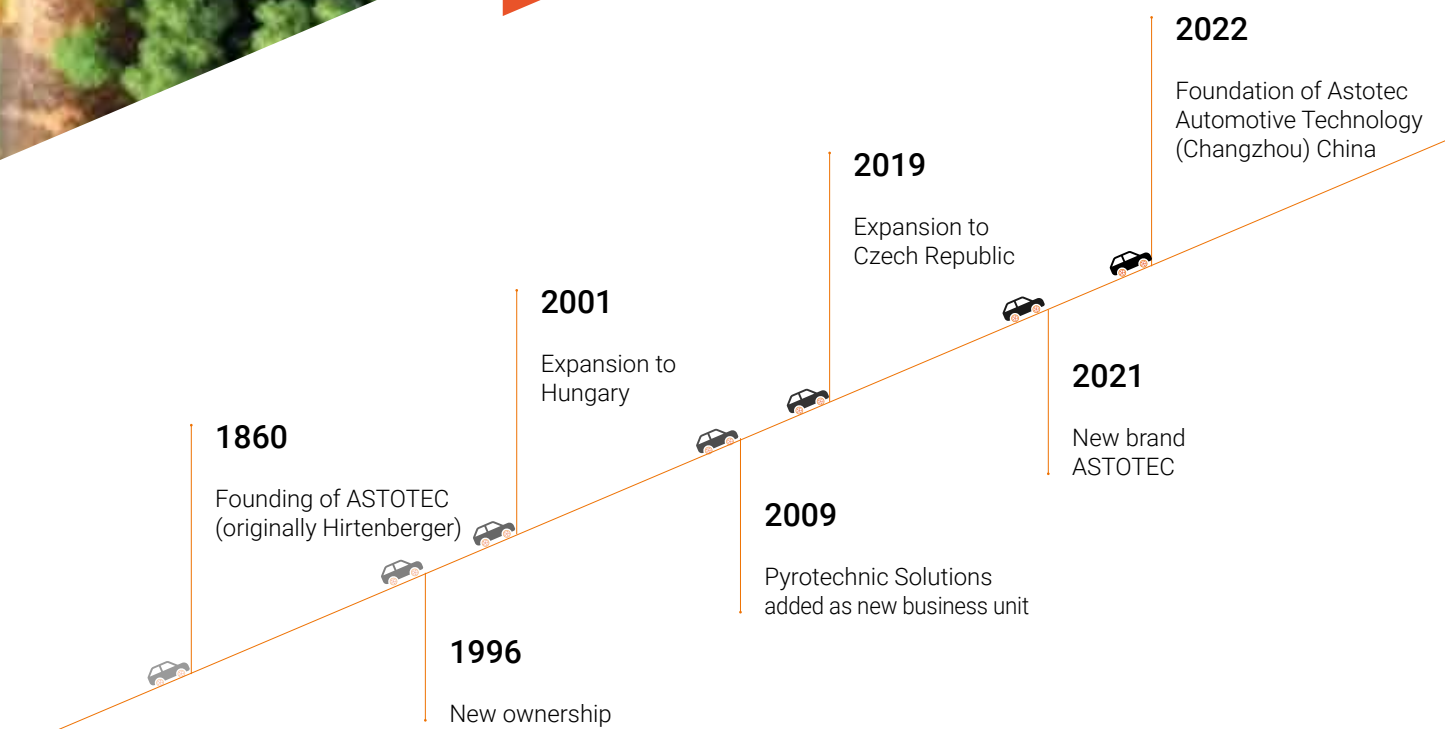 1860
Founding of ASTOTEC
(originally Hirtenberger)
1996
New ownership
2001
Expansion to
Hungary
2009
Pyrotechnic Solutions
added as new business unit
2019
Expansion to
Czech Republic
2021
New brand
ASTOTEC
2022
Foundation of Astotec
Automotive Technology
(Changzhou) China